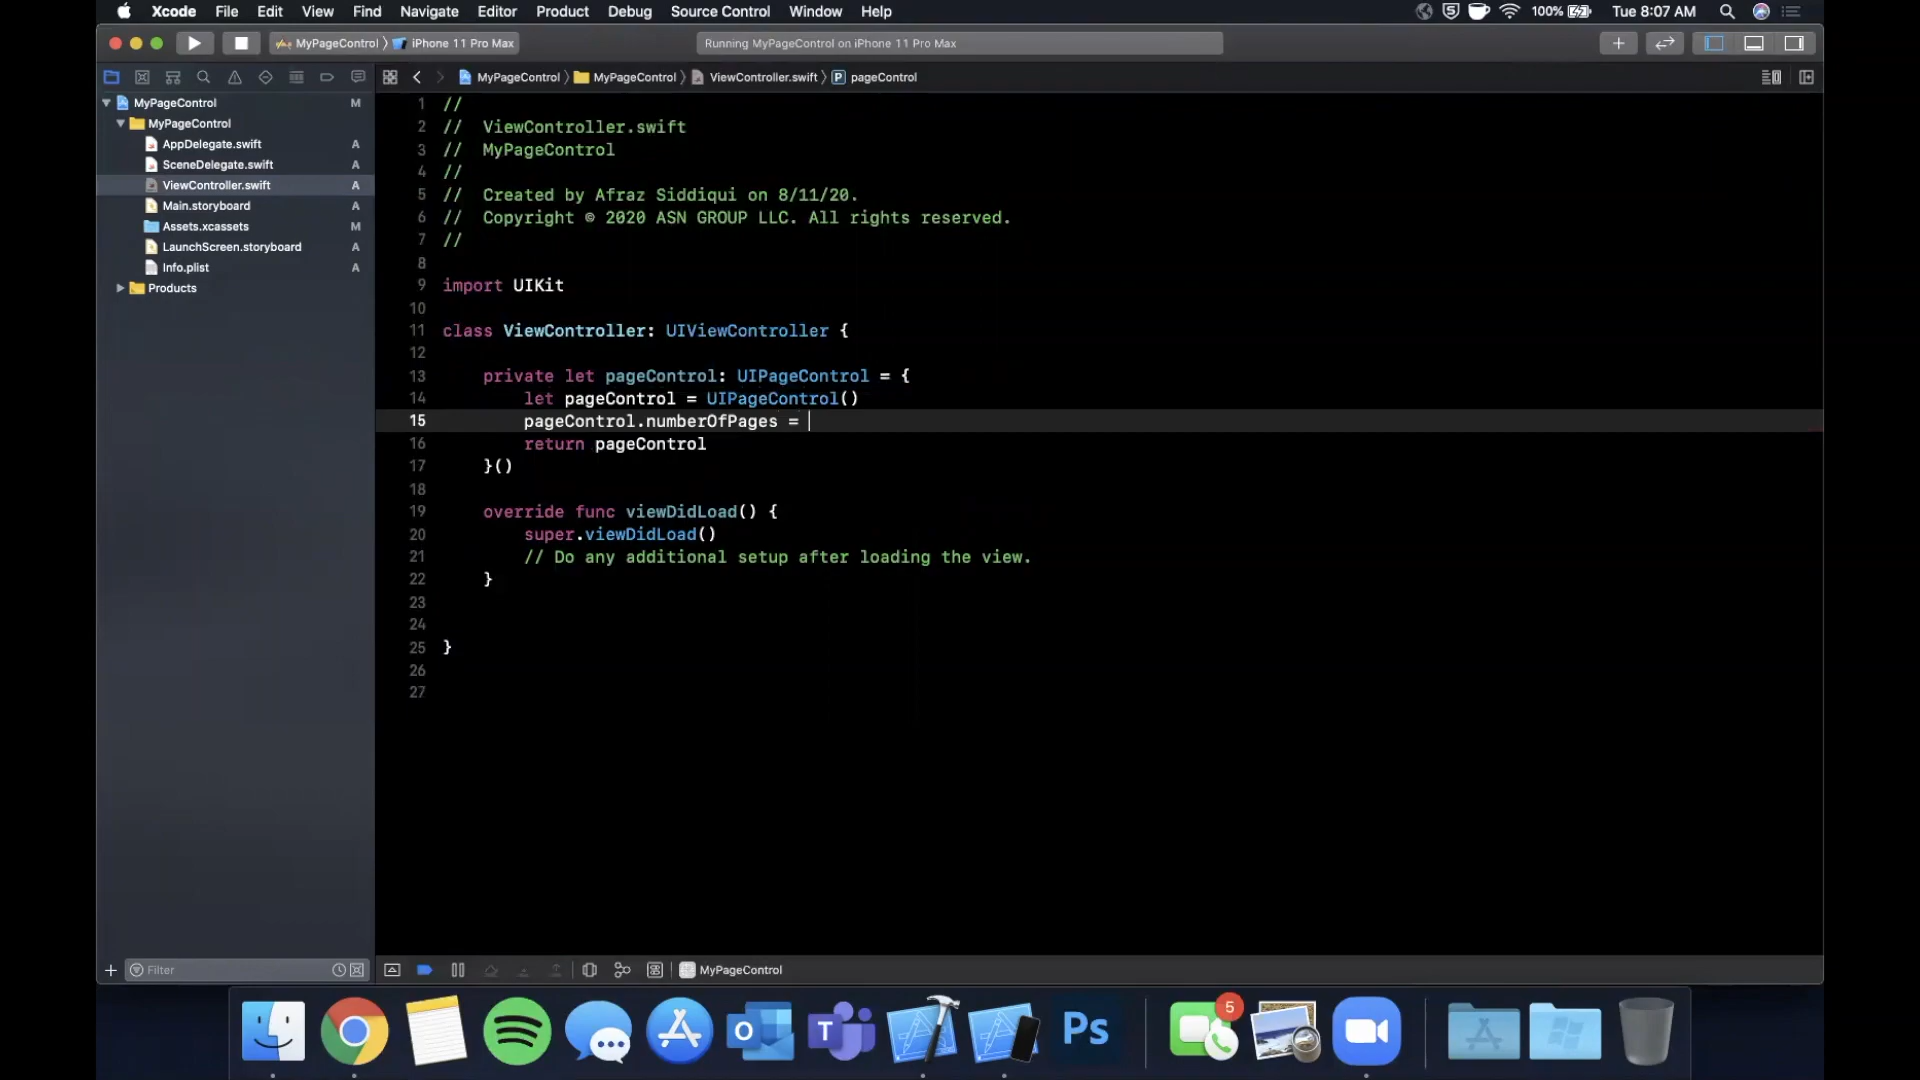 Xcode File Edit View Find Navigate Editor Product Debug Source Control Window Help 100% Tue 8:07 AM
MyPageControl iPhone 11 Pro Max Running MyPageControl on iPhone 11 Pro Max
MyPageControl MyPageControl ViewController.swift P pageControl
MyPageControl M
MyPageControl
AppDelegate.swift A
SceneDelegate.swift A
ViewController.swift A
Main.storyboard A
Assets.xcassets M
LaunchScreen.storyboard A
Info.plist A
Products
1 //
2 // ViewController.swift
3 // MyPageControl
4 //
5 // Created by Afraz Siddiqui on 8/11/20.
6 // Copyright © 2020 ASN GROUP LLC. All rights reserved.
7 //
8
9 import UIKit
10
11 class ViewController: UIViewController {
12
13 private let pageControl: UIPageControl = {
14 let pageControl = UIPageControl()
15 pageControl.numberOfPages =
16 return pageControl
17 }()
18
19 override func viewDidLoad() {
20 super.viewDidLoad()
21 // Do any additional setup after loading the view.
22 }
23
24
25 }
26
27
Filter
MyPageControl
O T Ps 5